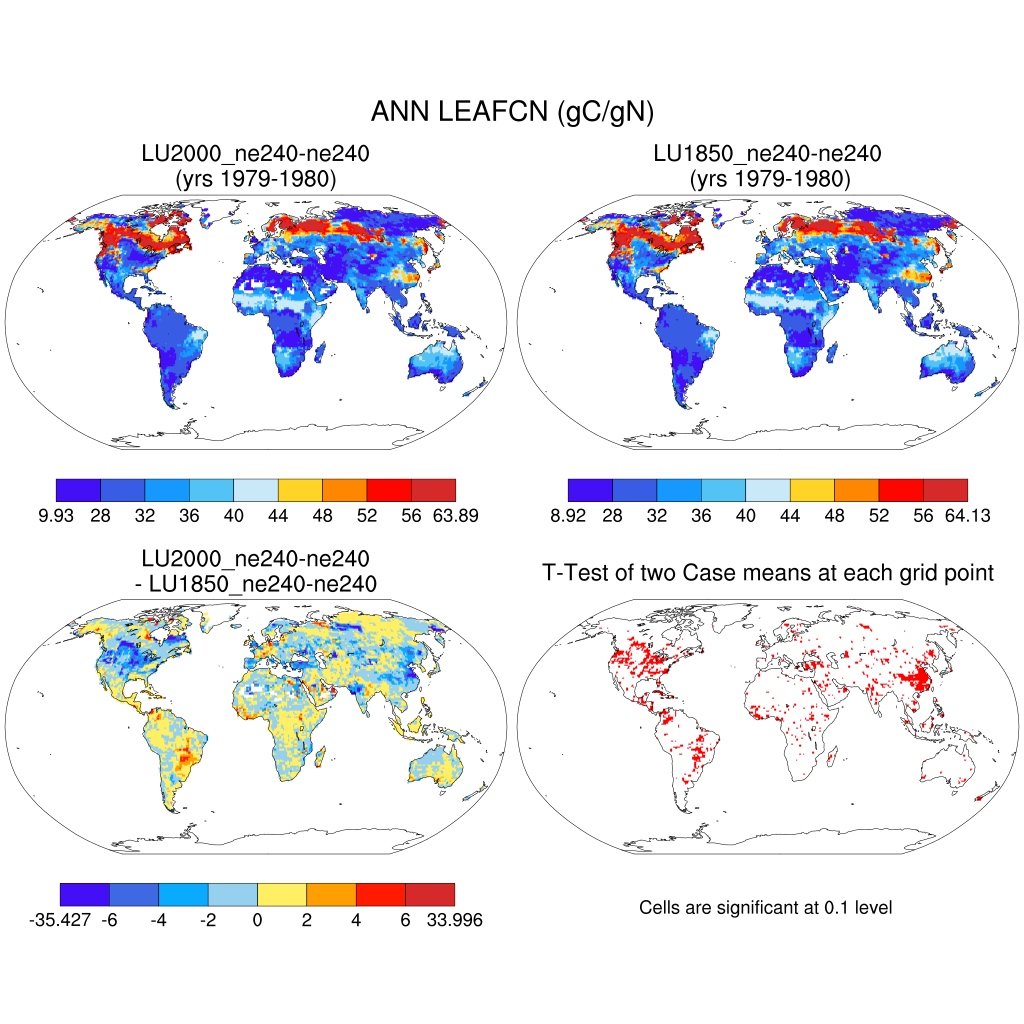 ANN LEAFCN (gC/gN)
LU2000_ne240-ne240
(yrs 1979-1980)
LU1850_ne240-ne240
(yrs 1979-1980)
9.93 28 32 36 40 44 48 52 56 63.89
8.92 28 32 36 40 44 48 52 56 64.13
LU2000_ne240-ne240
- LU1850_ne240-ne240
T-Test of two Case means at each grid point
-35.427 -6 -4 -2 0 2 4 6 33.996
Cells are significant at 0.1 level